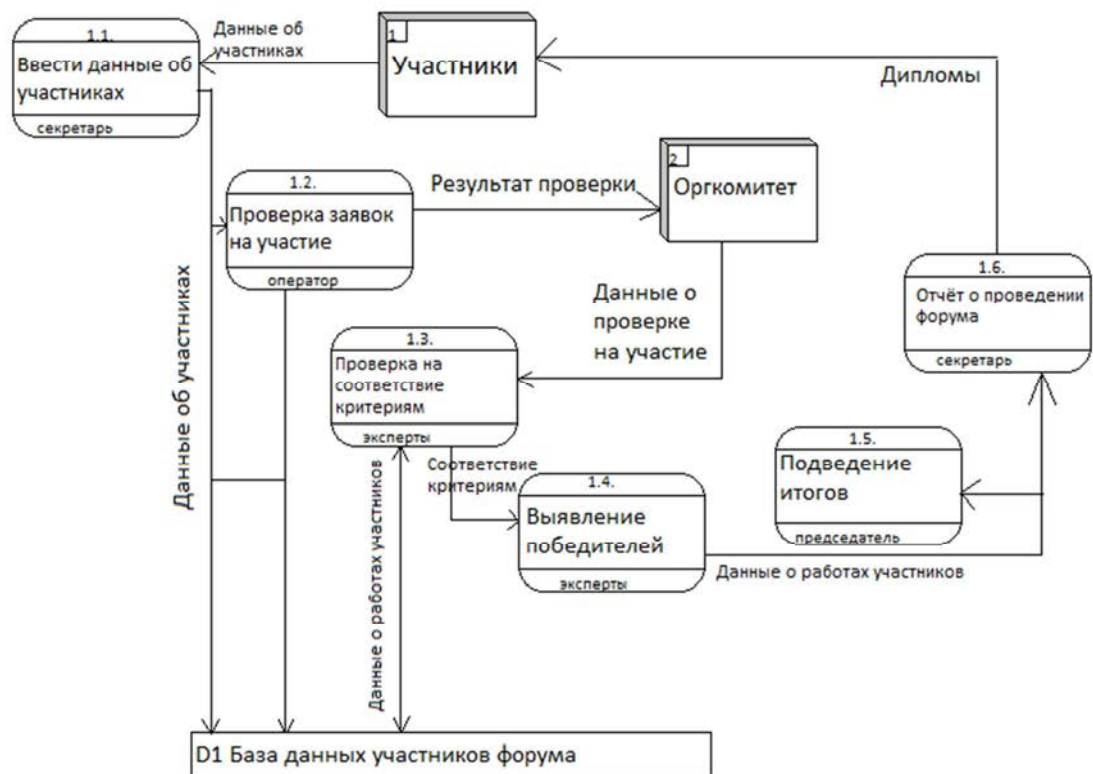 1.1.
Ввести данные об
участниках
секретарь
Данные об
участниках
1
Участники
Дипломы
1.2.
Проверка заявок
на участие
оператор
Результат проверки
2
Оргкомитет
Данные об участниках
Данные о
проверке
на участие
1.6.
Отчёт о проведении
форума
секретарь
1.3.
Проверка на
соответствие
критериям
эксперты
Соответствие
критериям
1.4.
Выявление
победителей
эксперты
1.5.
Подведение
итогов
председатель
Данные о работах участников
Данные о работах участников
D1 База данных участников форума